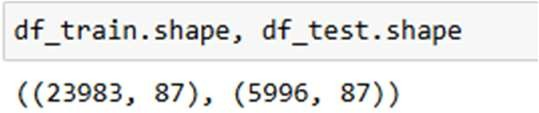 df_train.shape, df_test.shape
((23983, 87), (5996, 87))